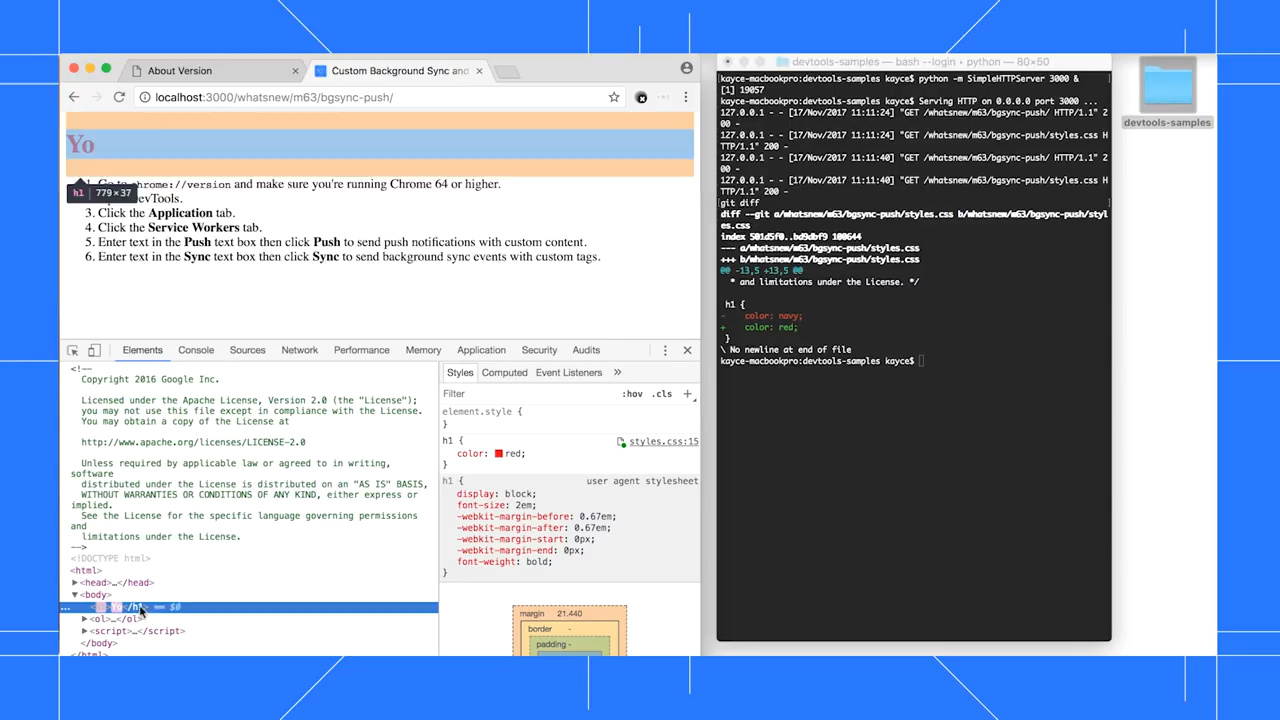 About Version
Custom Background Sync and
localhost:3000/whatsnew/m63/bgsync-push/
Yo
h1 779×37
1. Go to chrome://version and make sure you're running Chrome 64 or higher.
DevTools.
3. Click the Application tab.
4. Click the Service Workers tab.
5. Enter text in the Push text box then click Push to send push notifications with custom content.
6. Enter text in the Sync text box then click Sync to send background sync events with custom tags.
Elements Console Sources Network Performance Memory Application Security Audits
<!--
Copyright 2016 Google Inc.
Licensed under the Apache License, Version 2.0 (the "License");
you may not use this file except in compliance with the License.
You may obtain a copy of the License at
http://www.apache.org/licenses/LICENSE-2.0
Unless required by applicable law or agreed to in writing,
software
distributed under the License is distributed on an "AS IS" BASIS,
WITHOUT WARRANTIES OR CONDITIONS OF ANY KIND, either express or
implied.
See the License for the specific language governing permissions
and
limitations under the License.
-->
<!DOCTYPE html>
<html>
<head>…</head>
<body>
… Yo</h1> == $0
<ol>…</ol>
<script>…</script>
</body>
</html>
Styles Computed Event Listeners »
Filter :hov .cls +
element.style {
}
h1 { styles.css:15
color: red;
}
h1 { user agent stylesheet
display: block;
font-size: 2em;
-webkit-margin-before: 0.67em;
-webkit-margin-after: 0.67em;
-webkit-margin-start: 0px;
-webkit-margin-end: 0px;
font-weight: bold;
}
margin 21.440
border -
padding -
devtools-samples — bash --login • python — 80×50
[kayce-macbookpro:devtools-samples kayce$ python -m SimpleHTTPServer 3000 & ]
[1] 19057
kayce-macbookpro:devtools-samples kayce$ Serving HTTP on 0.0.0.0 port 3000 ...
127.0.0.1 - - [17/Nov/2017 11:11:24] "GET /whatsnew/m63/bgsync-push/ HTTP/1.1" 2
00 -
127.0.0.1 - - [17/Nov/2017 11:11:24] "GET /whatsnew/m63/bgsync-push/styles.css H
TTP/1.1" 200 -
127.0.0.1 - - [17/Nov/2017 11:11:40] "GET /whatsnew/m63/bgsync-push/ HTTP/1.1" 2
00 -
127.0.0.1 - - [17/Nov/2017 11:11:40] "GET /whatsnew/m63/bgsync-push/styles.css H
TTP/1.1" 200 -
[git diff ]
diff --git a/whatsnew/m63/bgsync-push/styles.css b/whatsnew/m63/bgsync-push/styl
es.css
index 501d5f0..bd9dbf9 100644
--- a/whatsnew/m63/bgsync-push/styles.css
+++ b/whatsnew/m63/bgsync-push/styles.css
@@ -13,5 +13,5 @@
* and limitations under the License. */
h1 {
- color: navy;
+ color: red;
}
\ No newline at end of file
kayce-macbookpro:devtools-samples kayce$
devtools-samples